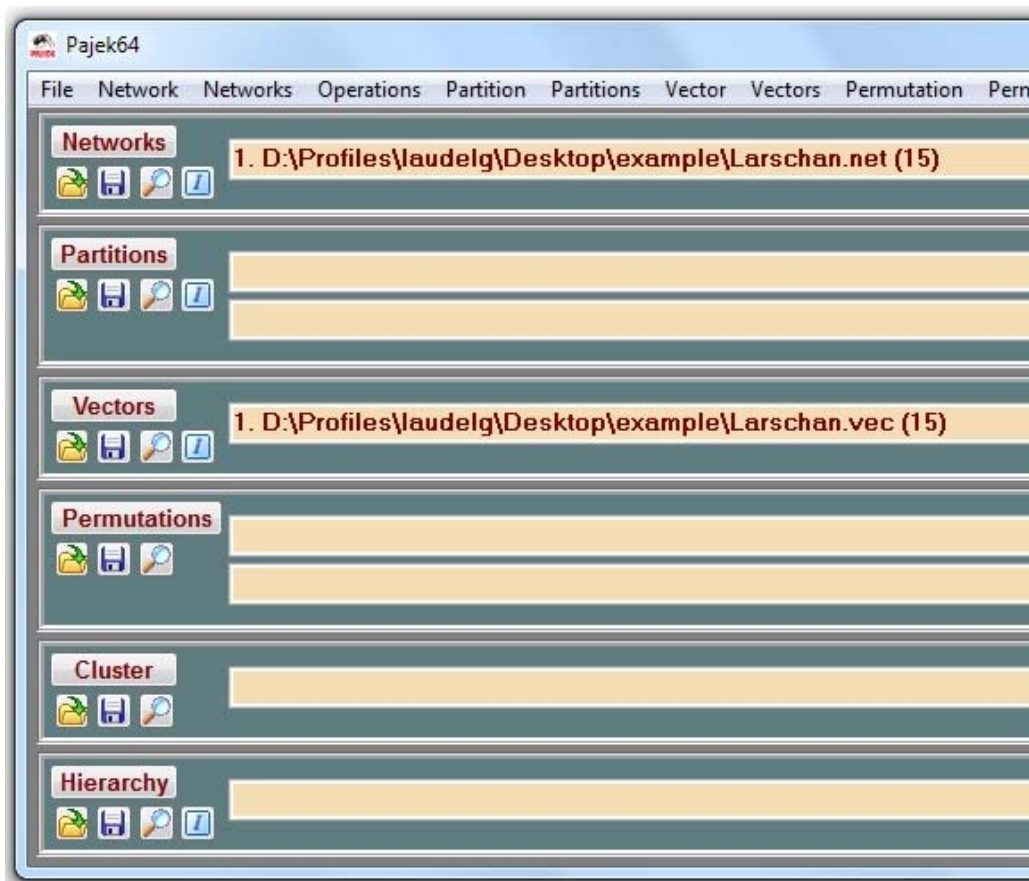 Pajek64
File Network Networks Operations Partition Partitions Vector Vectors Permutation
Networks
1. D:\Profiles\laudelg\Desktop\example\Larschan.net (15)
Partitions
Vectors
1. D:\Profiles\laudelg\Desktop\example\Larschan.vec (15)
Permutations
Cluster
Hierarchy